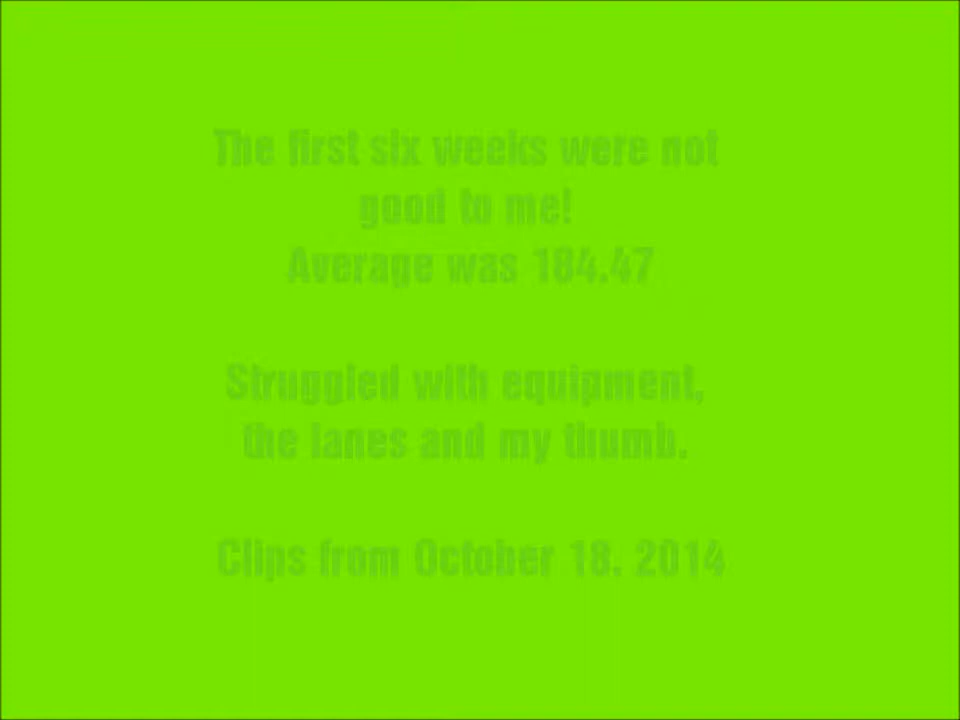 The first six weeks were not
good to me!
Average was 184.47
Struggled with equipment,
the lanes and my thumb.
Clips from October 18, 2014